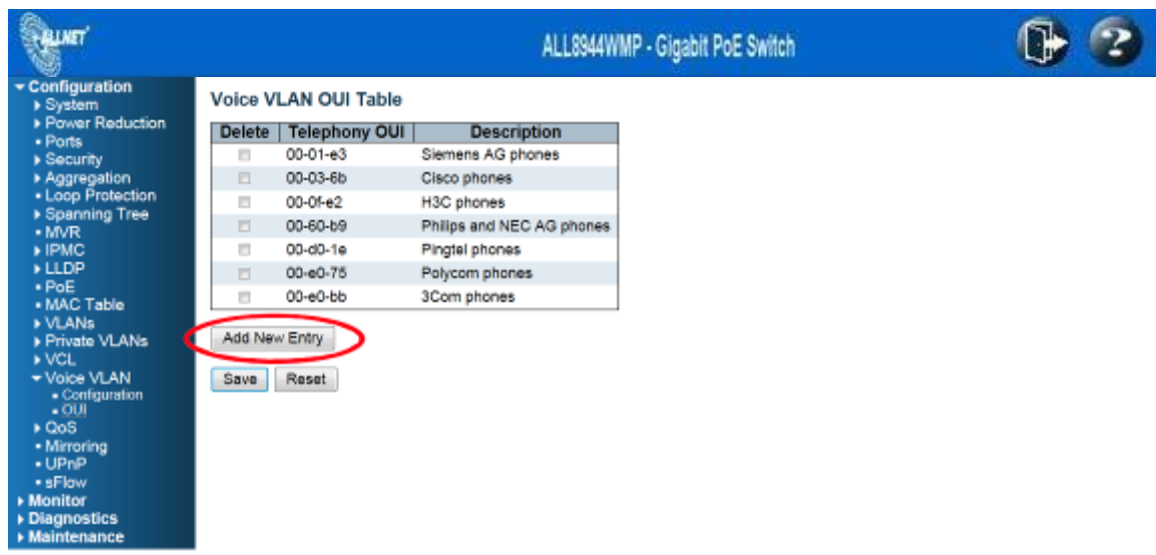 ALLNET
ALL8944WMP - Gigabit PoE Switch
?
Configuration
System
Power Reduction
Ports
Security
Aggregation
Loop Protection
Spanning Tree
MVR
IPMC
LLDP
PoE
MAC Table
VLANs
Private VLANs
VCL
Voice VLAN
Configuration
OUI
QoS
Mirroring
UPnP
sFlow
Monitor
Diagnostics
Maintenance
Voice VLAN OUI Table
Delete Telephony OUI Description
00-01-e3 Siemens AG phones
00-03-6b Cisco phones
00-0f-e2 H3C phones
00-60-b9 Philips and NEC AG phones
00-d0-1e Pingtel phones
00-e0-75 Polycom phones
00-e0-bb 3Com phones
Add New Entry
Save Reset